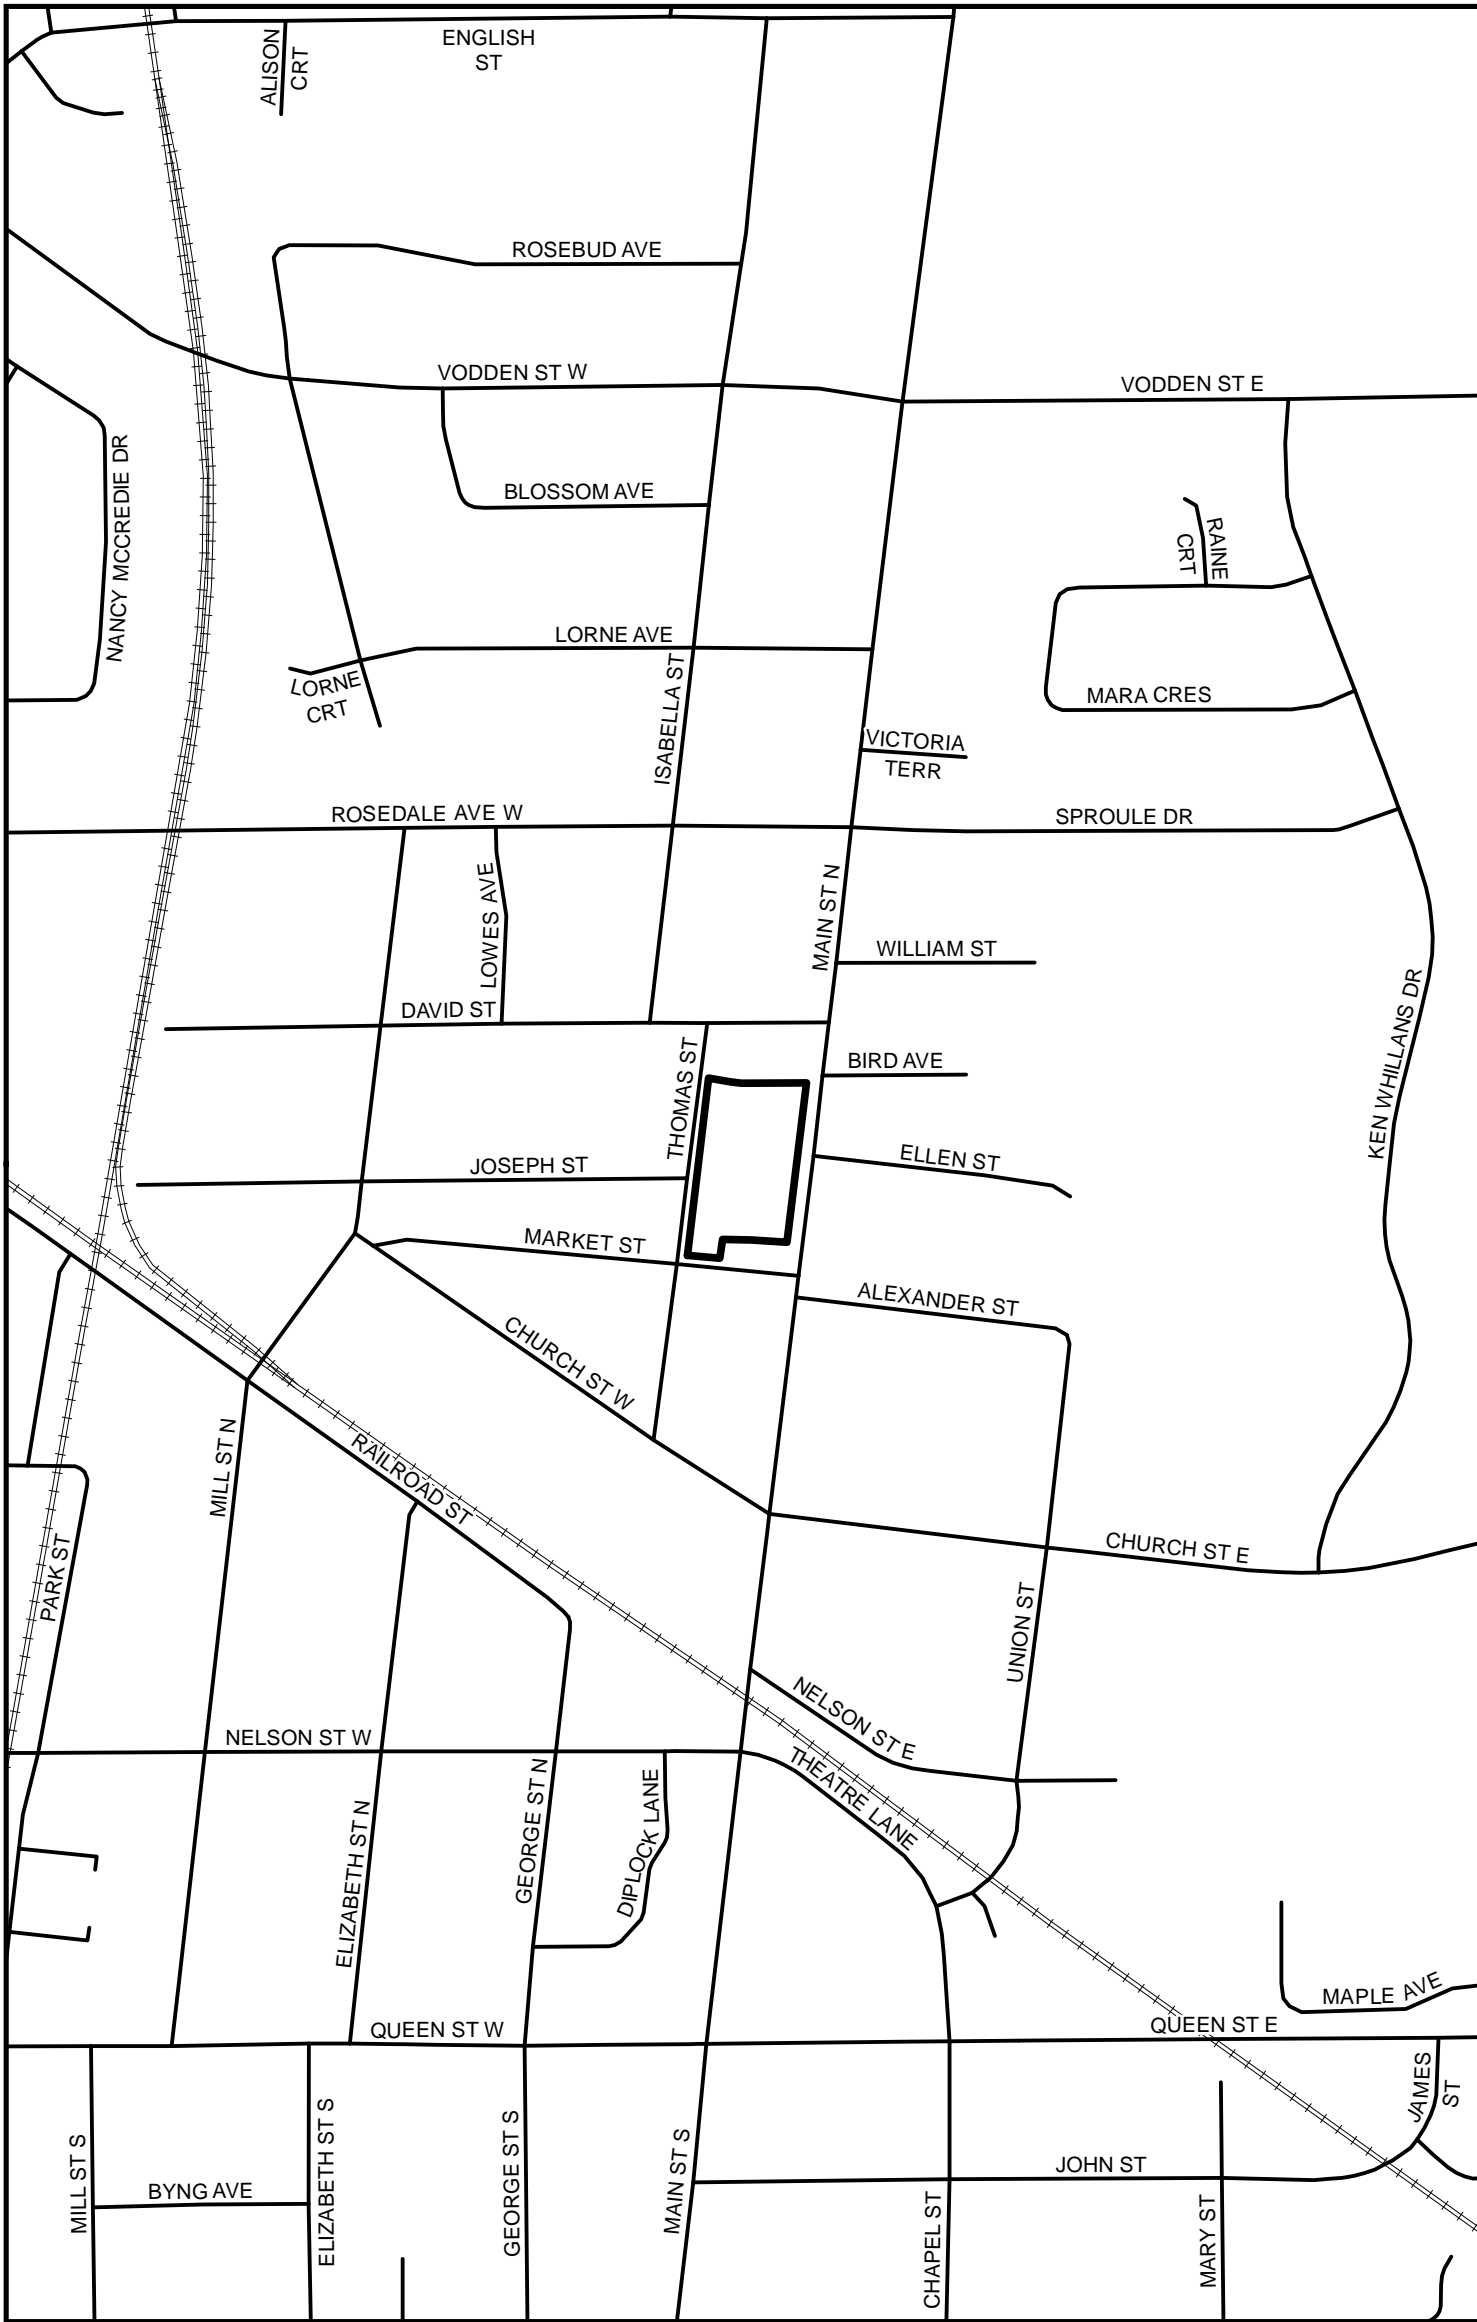 ENGLISH
ST
ALISON
CRT
ROSEBUD AVE
VODDEN ST W
VODDEN ST E
NANCY MCCREDIE DR
BLOSSOM AVE
RAINE
CRT
LORNE AVE
LORNE
CRT
ISABELLA ST
MARA CRES
VICTORIA
TERR
ROSEDALE AVE W
SPROULE DR
LOWES AVE
MAIN ST N
WILLIAM ST
DAVID ST
KEN WHILLANS DR
THOMAS ST
BIRD AVE
JOSEPH ST
ELLEN ST
MARKET ST
ALEXANDER ST
CHURCH ST W
MILL ST N
RAILROAD ST
CHURCH ST E
PARK ST
UNION ST
NELSON ST W
NELSON ST E
THEATRE LANE
GEORGE ST N
DIPLOCK LANE
ELIZABETH ST N
MAPLE AVE
QUEEN ST W
QUEEN ST E
JAMES
ST
MILL ST S
BYNG AVE
ELIZABETH ST S
GEORGE ST S
MAIN ST S
JOHN ST
CHAPEL ST
MARY ST